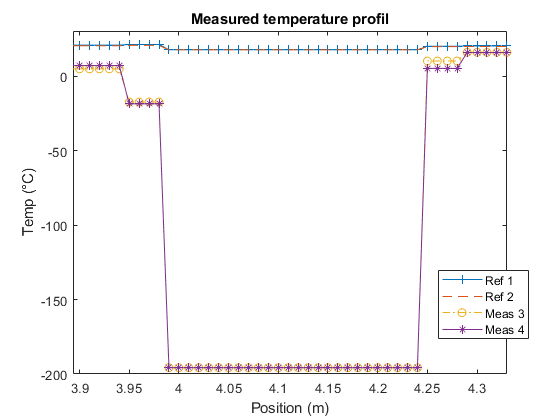 Measured temperature profil
Temp (°C)
0
-50
-100
-150
-200
3.9 3.95 4 4.05 4.1 4.15 4.2 4.25 4.3
Position (m)
Ref 1
Ref 2
Meas 3
Meas 4